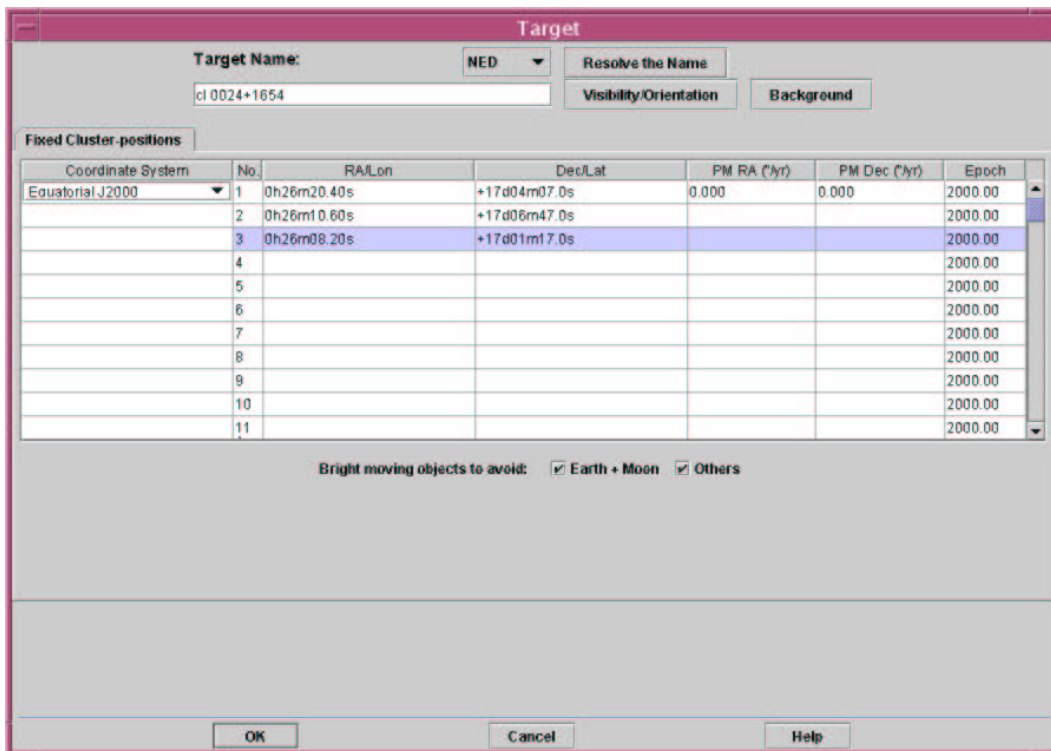 Target
Target Name: NED Resolve the Name
cl 0024+1654 Visibility/Orientation Background
Fixed Cluster-positions
Coordinate System No. RA/Lon Dec/Lat PM RA ("/yr) PM Dec ("/yr) Epoch
Equatorial J2000 1 0h26m20.40s +17d04m07.0s 0.000 0.000 2000.00
2 0h26m10.60s +17d06m47.0s 2000.00
3 0h26m08.20s +17d01m17.0s 2000.00
4 2000.00
5 2000.00
6 2000.00
7 2000.00
8 2000.00
9 2000.00
10 2000.00
11 2000.00
Bright moving objects to avoid: Earth + Moon Others
OK Cancel Help